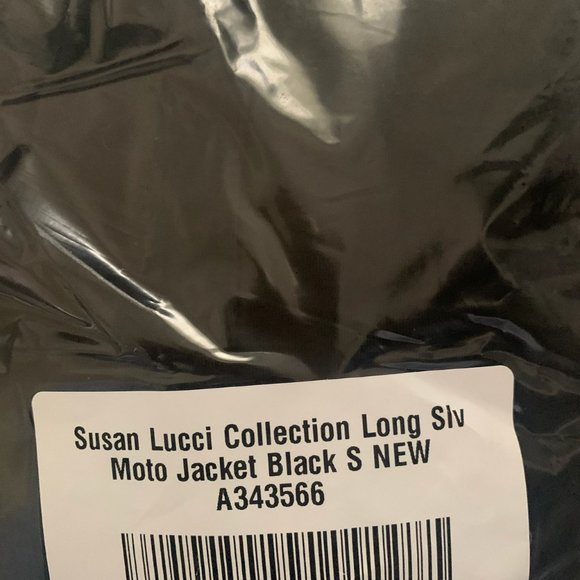 Susan Lucci Collection Long Slv
Moto Jacket Black S NEW
A343566